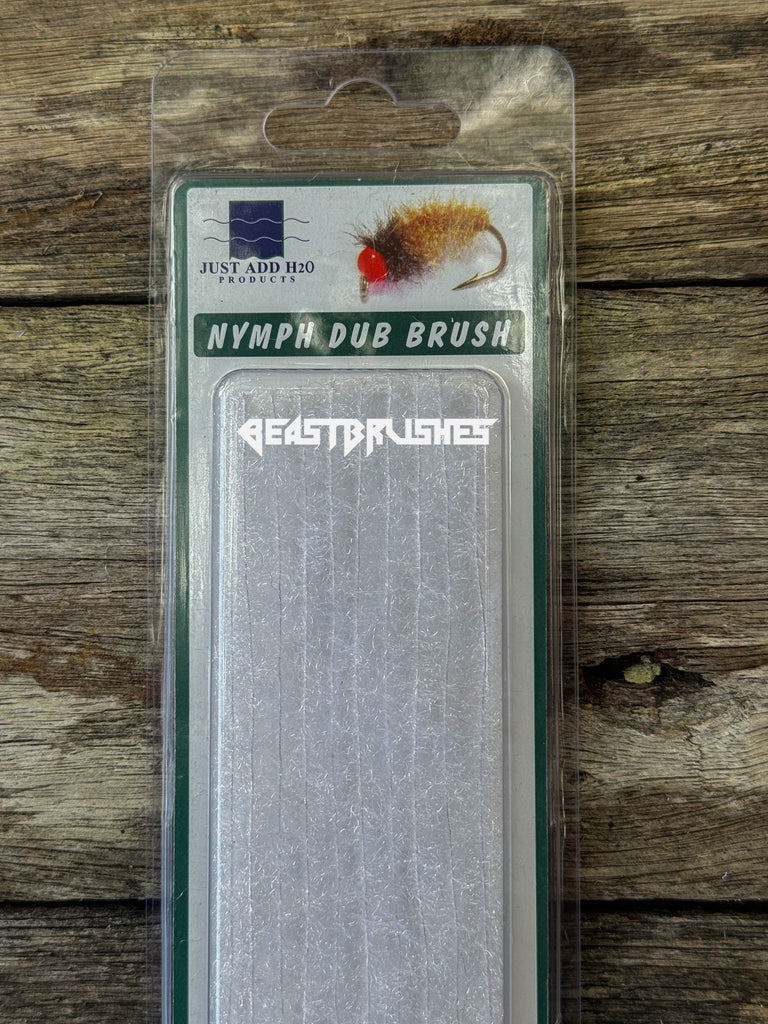 JUST ADD H2O
PRODUCTS
NYMPH DUB BRUSH
BEASTBRUSHES